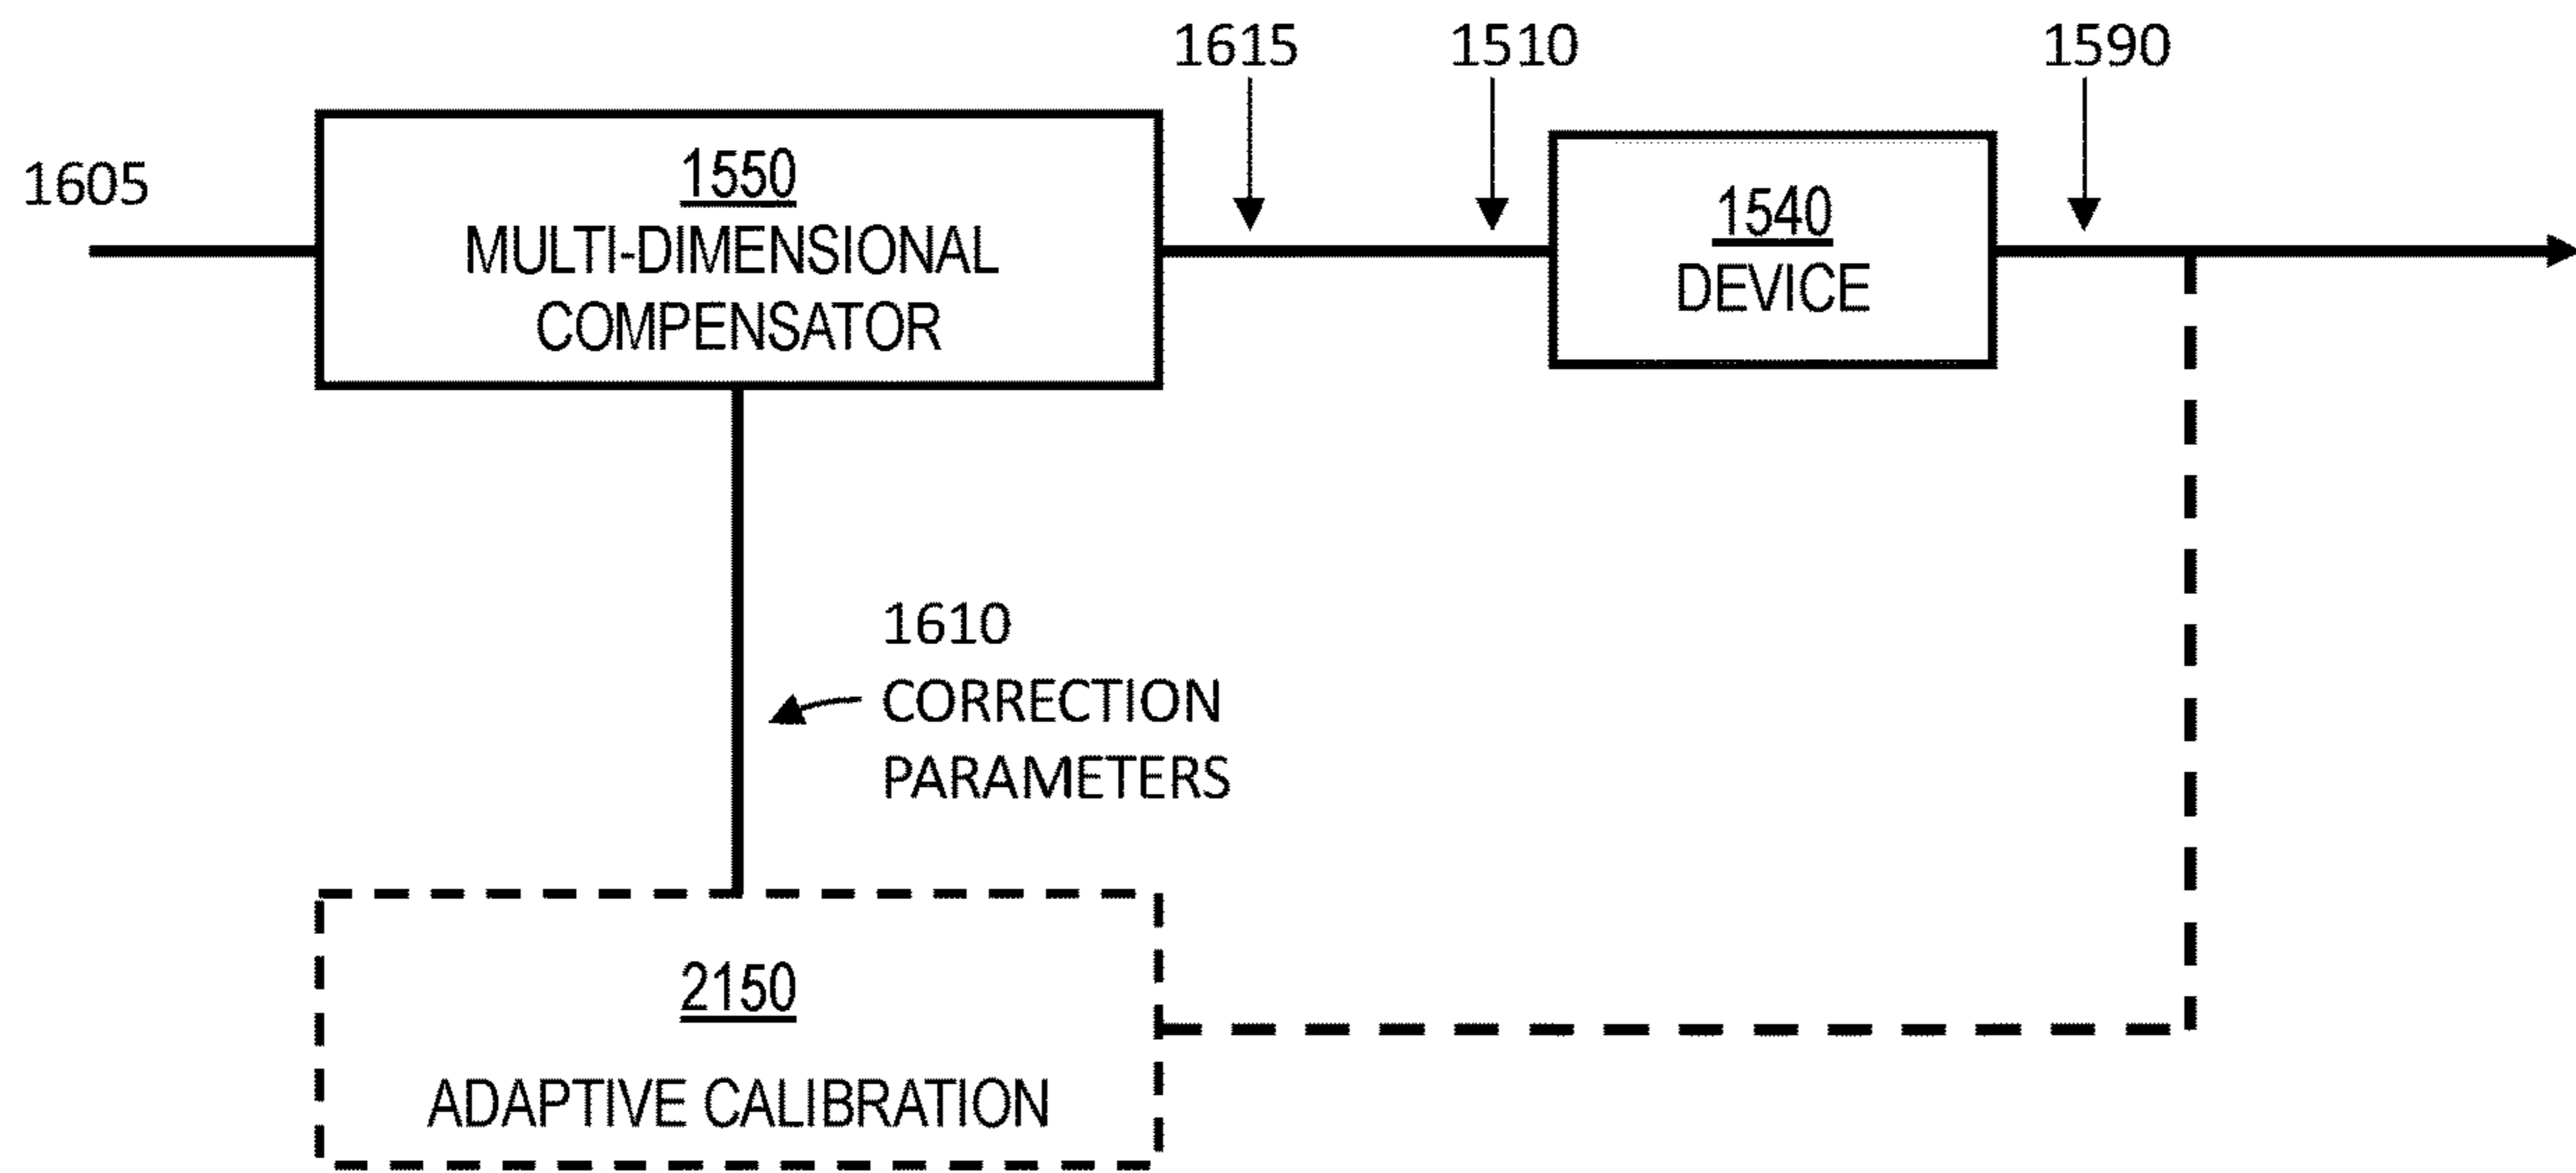 1615
1510
1590
1605
1550
MULTI-DIMENSIONAL
COMPENSATOR
1540
DEVICE
1610
CORRECTION
PARAMETERS
2150
ADAPTIVE CALIBRATION